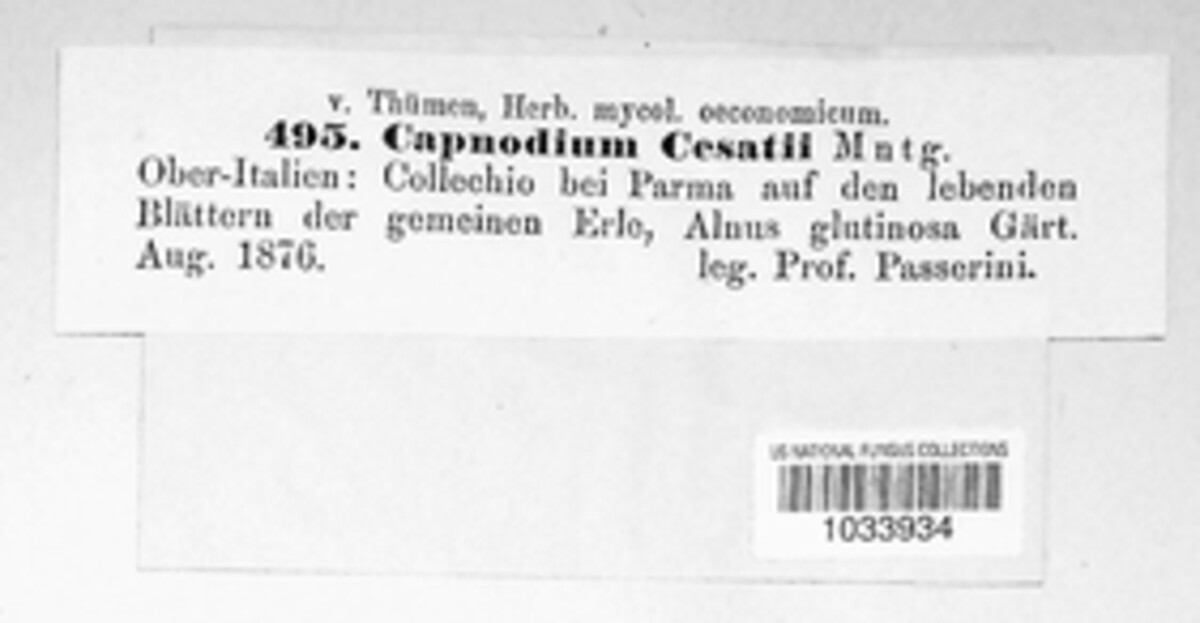 v. Thümen, Herb. mycol. oeconomicum.
495. Capnodium Cesatii Mntg.
Ober-Italien: Collechio bei Parma auf den lebenden
Blättern der gemeinen Erle, Alnus glutinosa Gärt.
Aug. 1876. leg. Prof. Passerini.
US NATIONAL FUNGUS COLLECTIONS
1033934